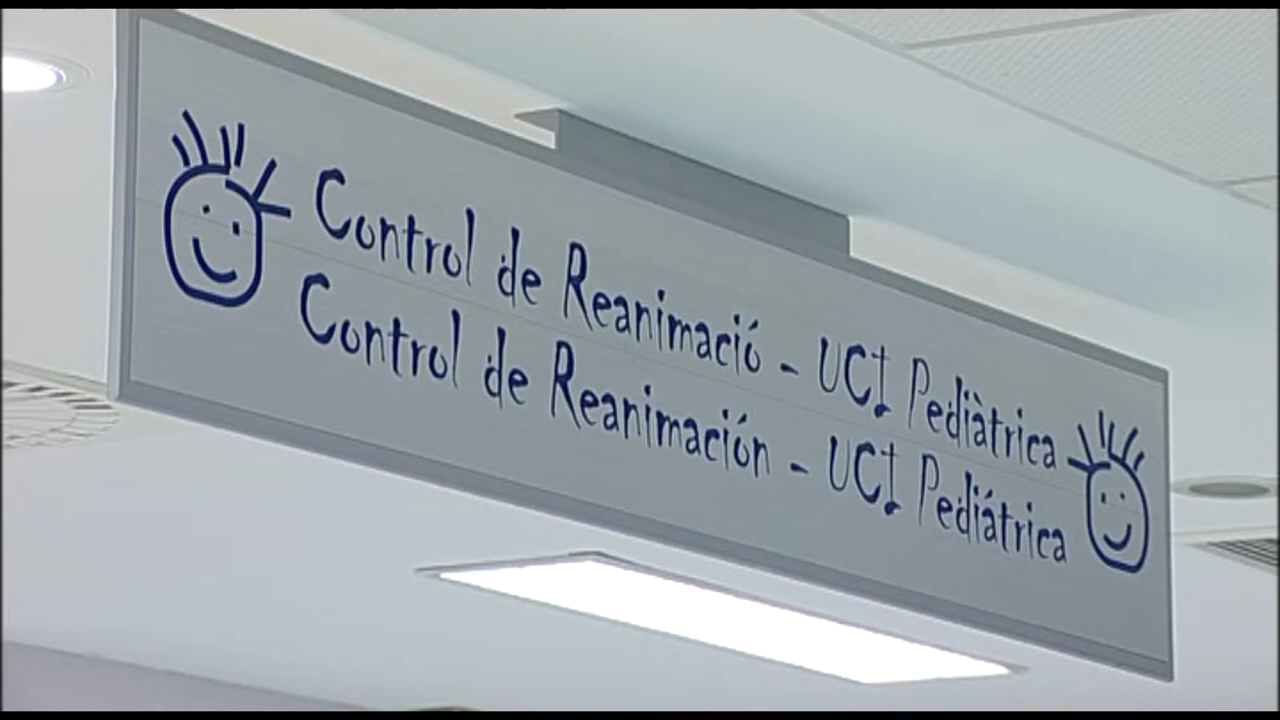 Control de Reanimació - UCI Pediàtrica
Control de Reanimación - UCI Pediátrica